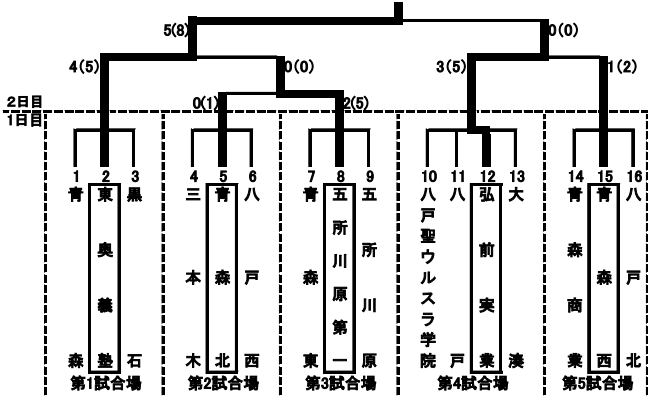 5(8)
0(0)
4(5)
0(0)
3(5)
1(2)
0(1)
2(5)
2日目
1日目
1 2 3 4 5 6 7 8 9 10 11 12 13 14 15 16
青森
東奥義塾
黒石
三本木
青森北
八戸西
青森東
五所川原第一
五所川原
八戸聖ウルスラ学院
八戸
弘前実業
大湊
青森商業
青森西
八戸北
第1試合場 第2試合場 第3試合場 第4試合場 第5試合場